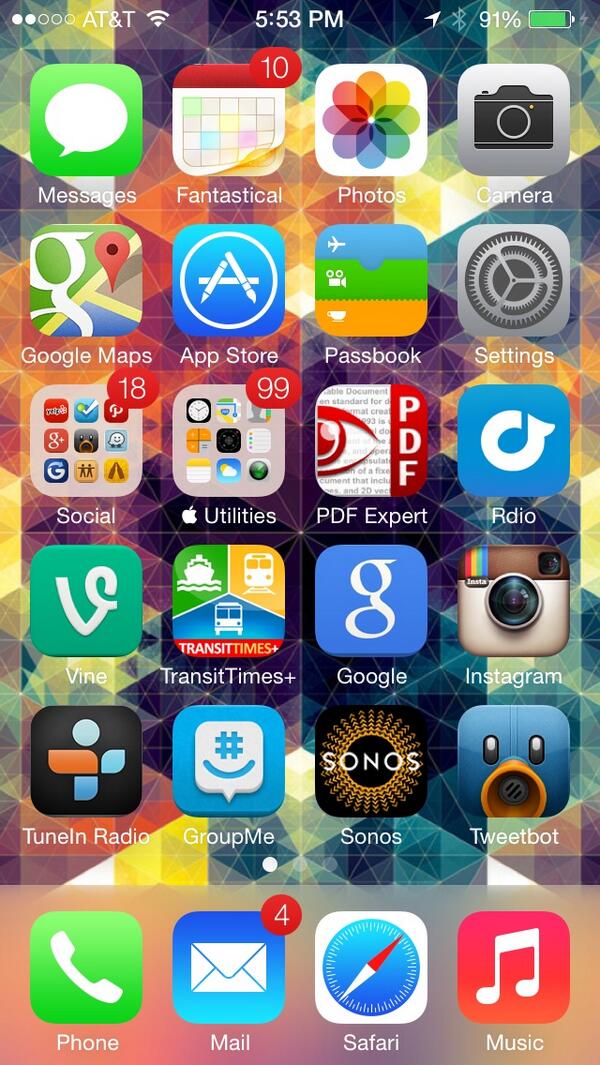 AT&T 5:53 PM 91%
10
Messages Fantastical Photos Camera
Google Maps App Store Passbook Settings
18 99
PDF
Social Utilities PDF Expert Rdio
Insta
TRANSITTIMES+
Vine TransitTimes+ Google Instagram
SONOS
TuneIn Radio GroupMe Sonos Tweetbot
4
Phone Mail Safari Music